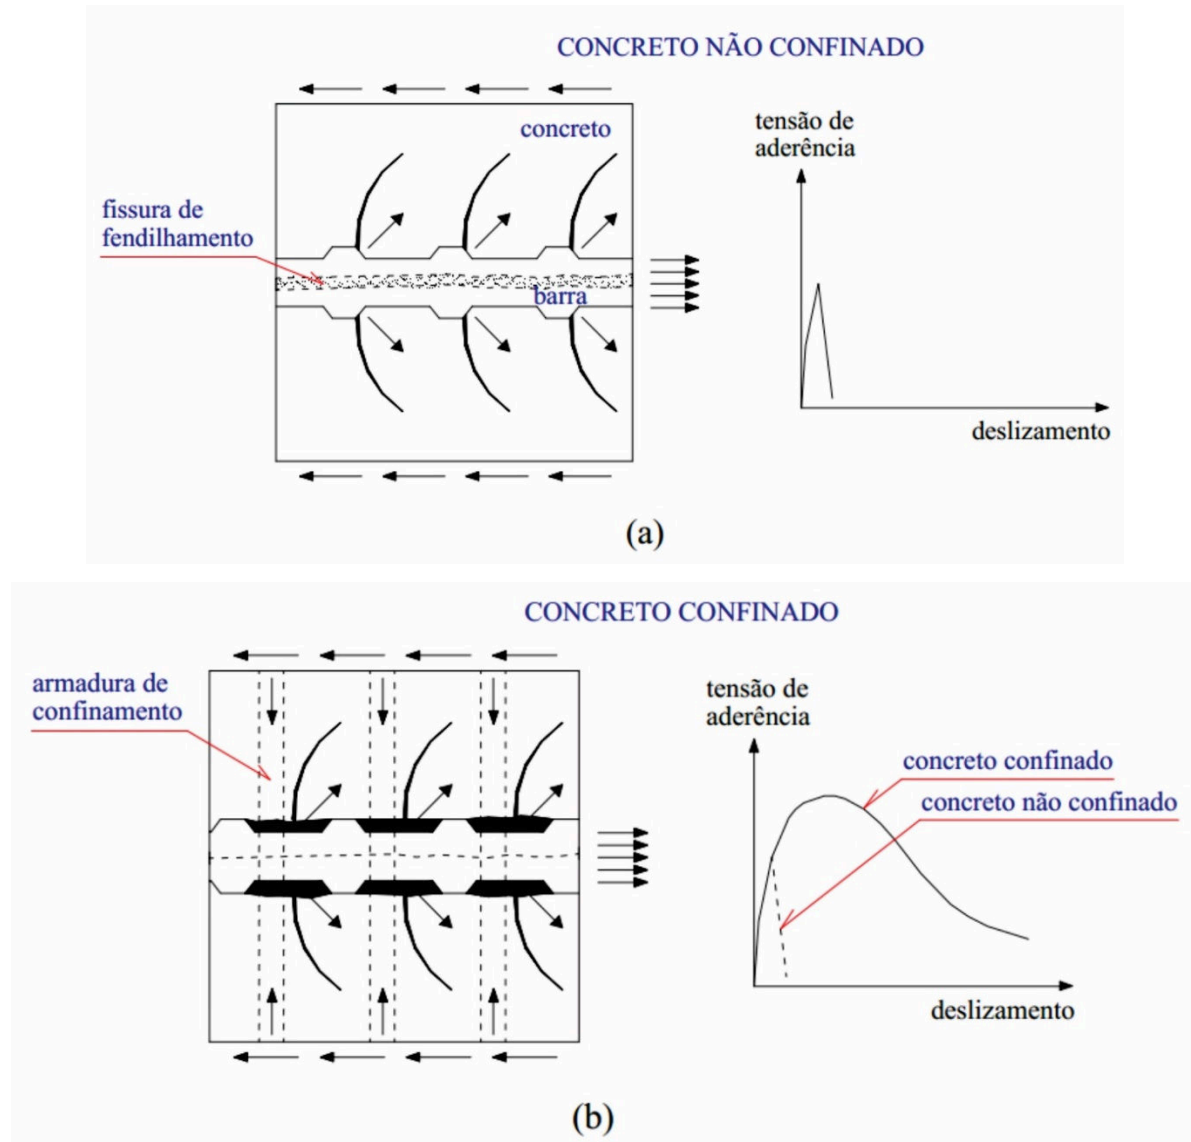 CONCRETO NÃO CONFINADO
concreto
tensão de
aderência
fissura de
fendilhamento
barra
deslizamento
(a)
CONCRETO CONFINADO
armadura de
confinamento
tensão de
aderência
concreto confinado
concreto não confinado
deslizamento
(b)